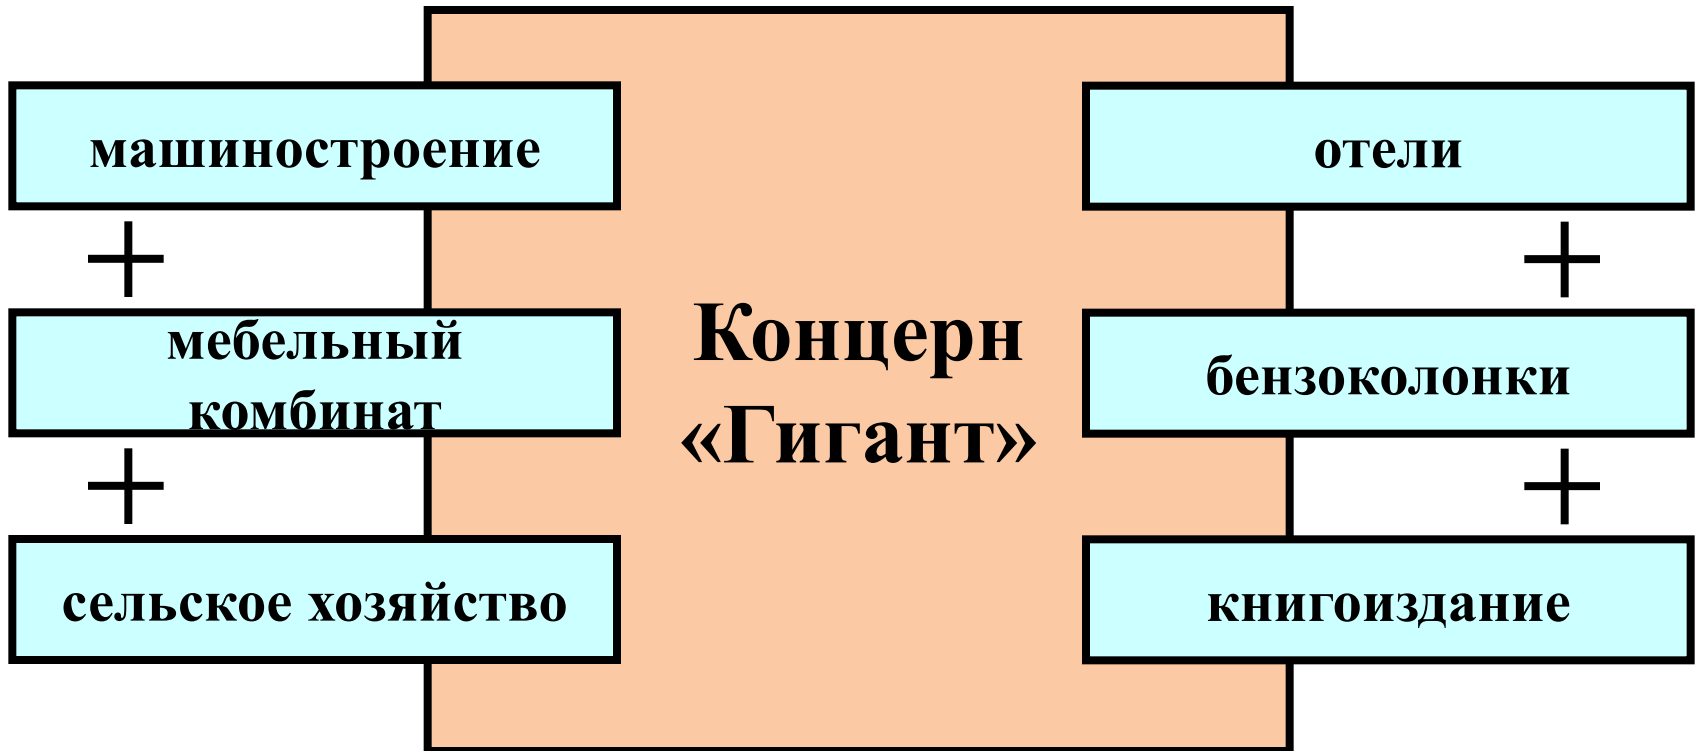 машиностроение
+
мебельный
комбинат
+
сельское хозяйство
Концерн
«Гигант»
отели
+
бензоколонки
+
книгоиздание